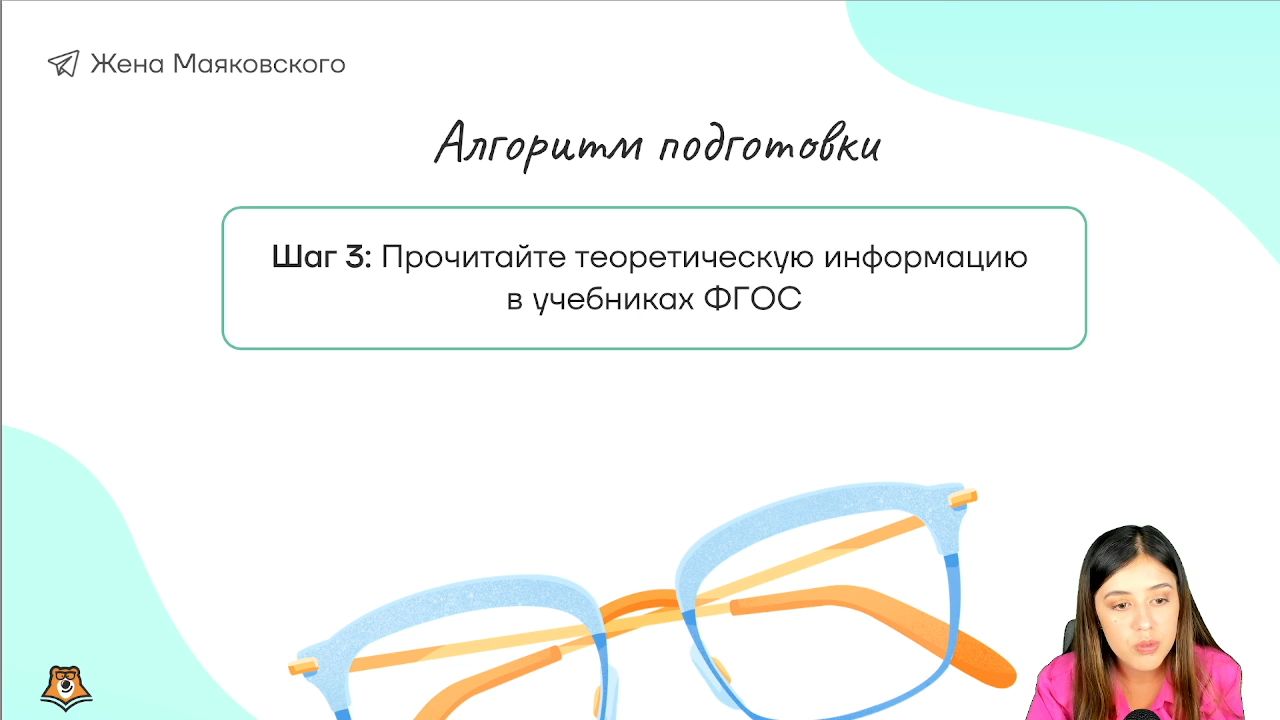 Жена Маяковского
Алгоритм подготовки
Шаг 3: Прочитайте теоретическую информацию
в учебниках ФГОС